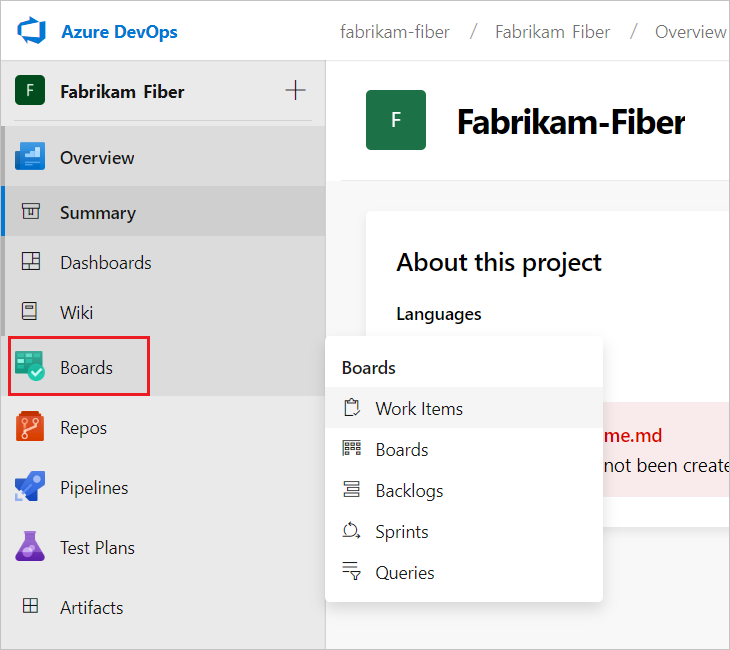 Azure DevOps
fabrikam-fiber / Fabrikam Fiber / Overview
F
Fabrikam Fiber
Overview
Summary
Dashboards
Wiki
Boards
Repos
Pipelines
Test Plans
Artifacts
F
Fabrikam-Fiber
About this project
Languages
me.md
not been create
Boards
Work Items
Boards
Backlogs
Sprints
Queries